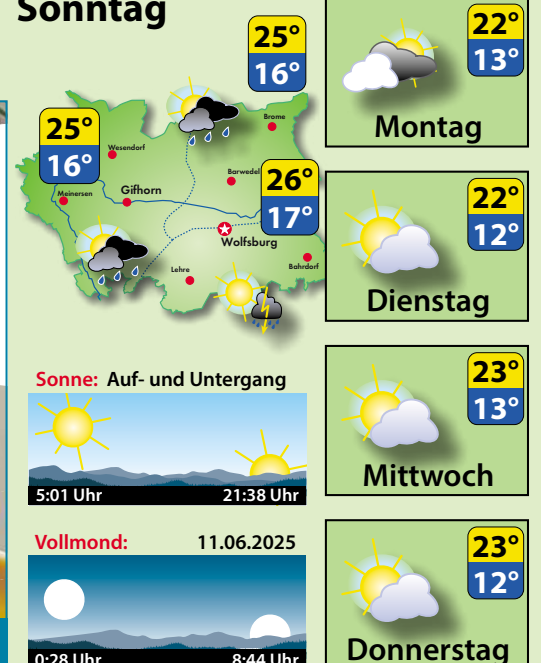 Sonntag
25°
16°
25°
16°
26°
17°
Brome
Wesendorf
Barwedel
Meinersen
Gifhorn
Wolfsburg
Lehre
Bahrdorf
Sonne: Auf- und Untergang
5:01 Uhr 21:38 Uhr
Vollmond: 11.06.2025
0:28 Uhr 8:44 Uhr
22°
13°
Montag
22°
12°
Dienstag
23°
13°
Mittwoch
23°
12°
Donnerstag